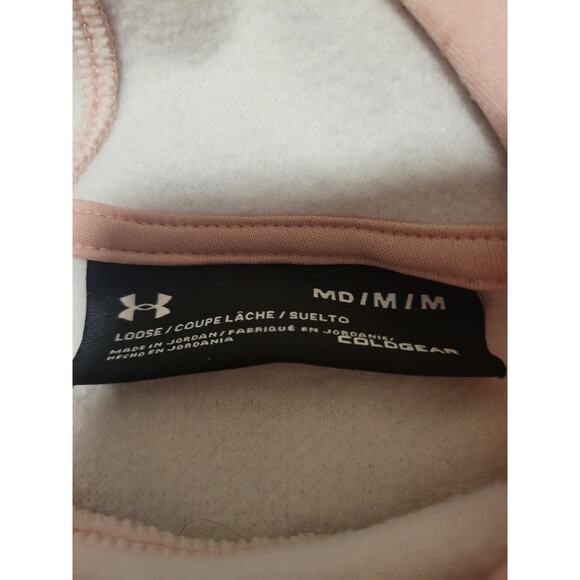 MD/M/M
LOOSE/COUPE LÂCHE/SUELTO
MADE IN JORDAN/FABRIQUÉ EN JORDANIE/
HECHO EN JORDANIA
COLDGEAR